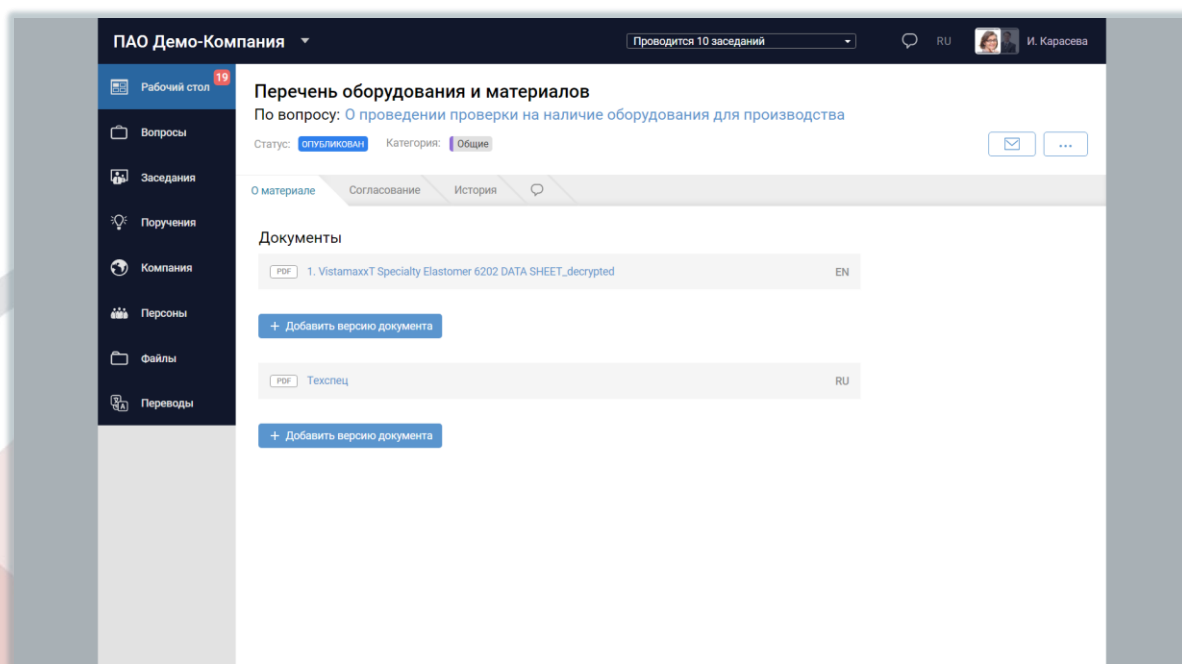 ПАО Демо-Компания
Проводится 10 заседаний
RU
И. Карасева
Рабочий стол 19
Вопросы
Заседания
Поручения
Компания
Персоны
Файлы
Переводы
Перечень оборудования и материалов
По вопросу: О проведении проверки на наличие оборудования для производства
Статус: ОПУБЛИКОВАН Категория: Общие
...
О материале Согласование История
Документы
PDF 1. VistamaxxT Specialty Elastomer 6202 DATA SHEET_decrypted EN
+ Добавить версию документа
PDF Техспец RU
+ Добавить версию документа